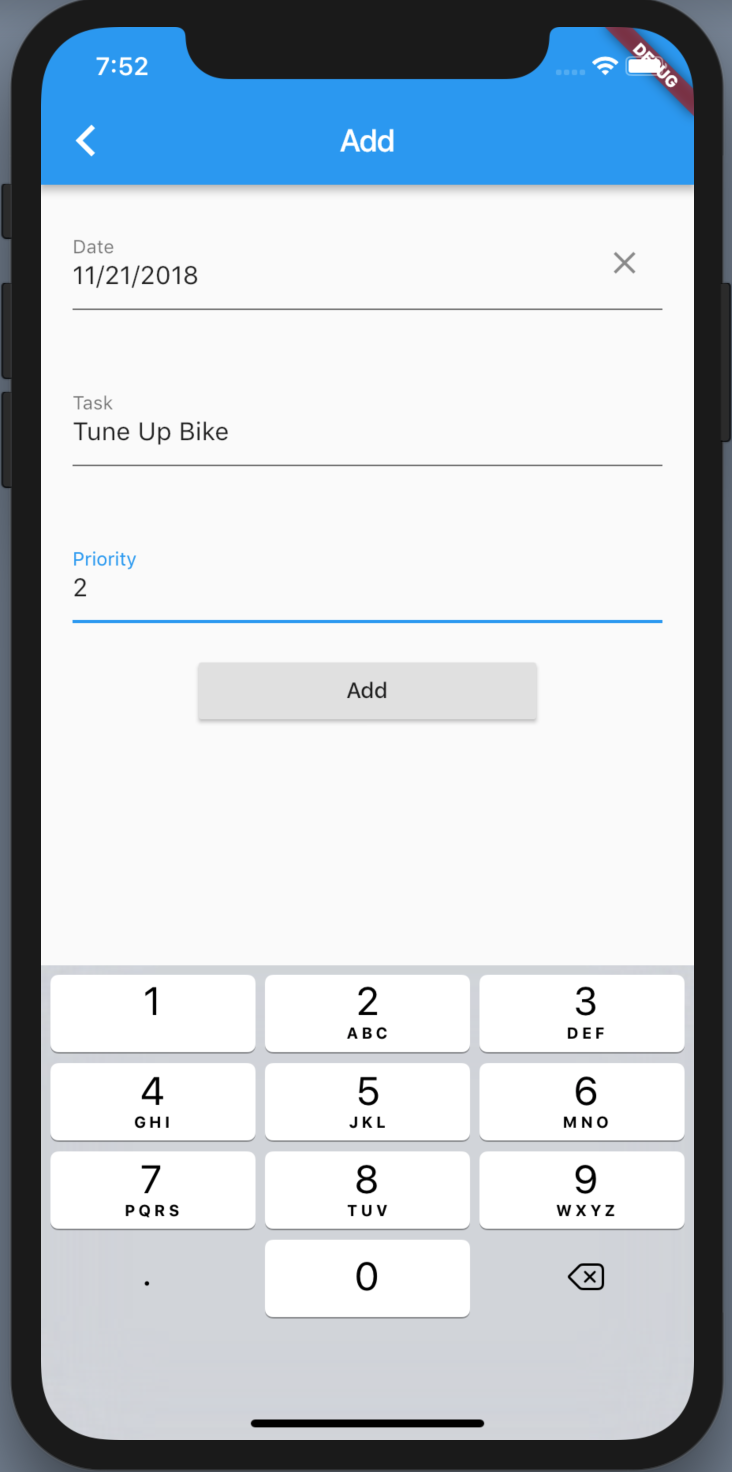 7:52
DEBUG
Add
Date
11/21/2018
Task
Tune Up Bike
Priority
2
Add
1 2 3
ABC DEF
4 5 6
GHI JKL MNO
7 8 9
PQRS TUV WXYZ
. 0